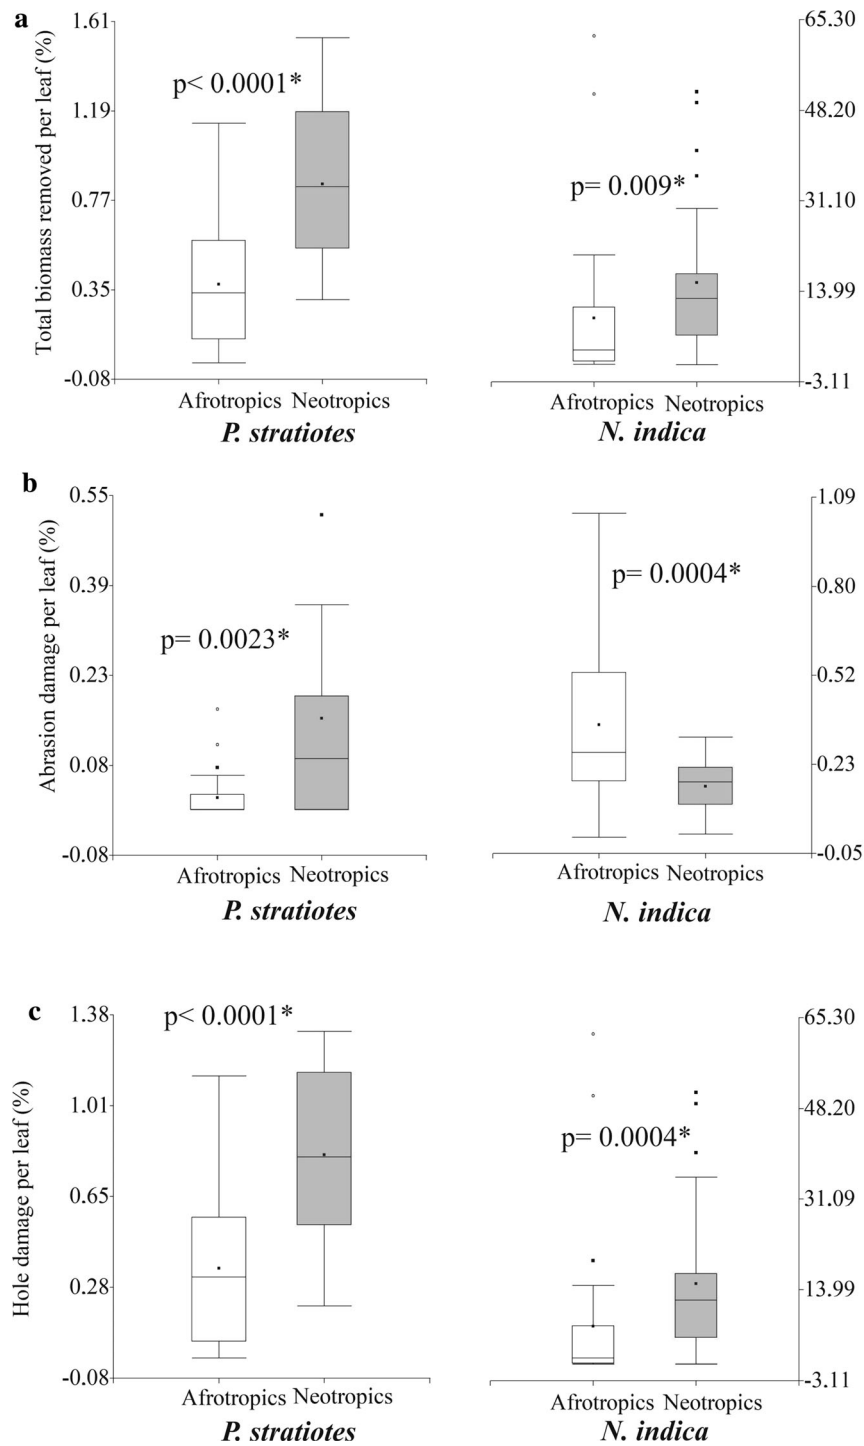 a
Total biomass removed per leaf (%)
1.61
1.19
0.77
0.35
-0.08
p< 0.0001*
Afrotropics Neotropics
P. stratiotes
p= 0.009*
65.30
48.20
31.10
13.99
-3.11
Afrotropics Neotropics
N. indica
b
Abrasion damage per leaf (%)
0.55
0.39
0.23
0.08
-0.08
p= 0.0023*
Afrotropics Neotropics
P. stratiotes
p= 0.0004*
1.09
0.80
0.52
0.23
-0.05
Afrotropics Neotropics
N. indica
c
Hole damage per leaf (%)
1.38
1.01
0.65
0.28
-0.08
p< 0.0001*
Afrotropics Neotropics
P. stratiotes
p= 0.0004*
65.30
48.20
31.09
13.99
-3.11
Afrotropics Neotropics
N. indica